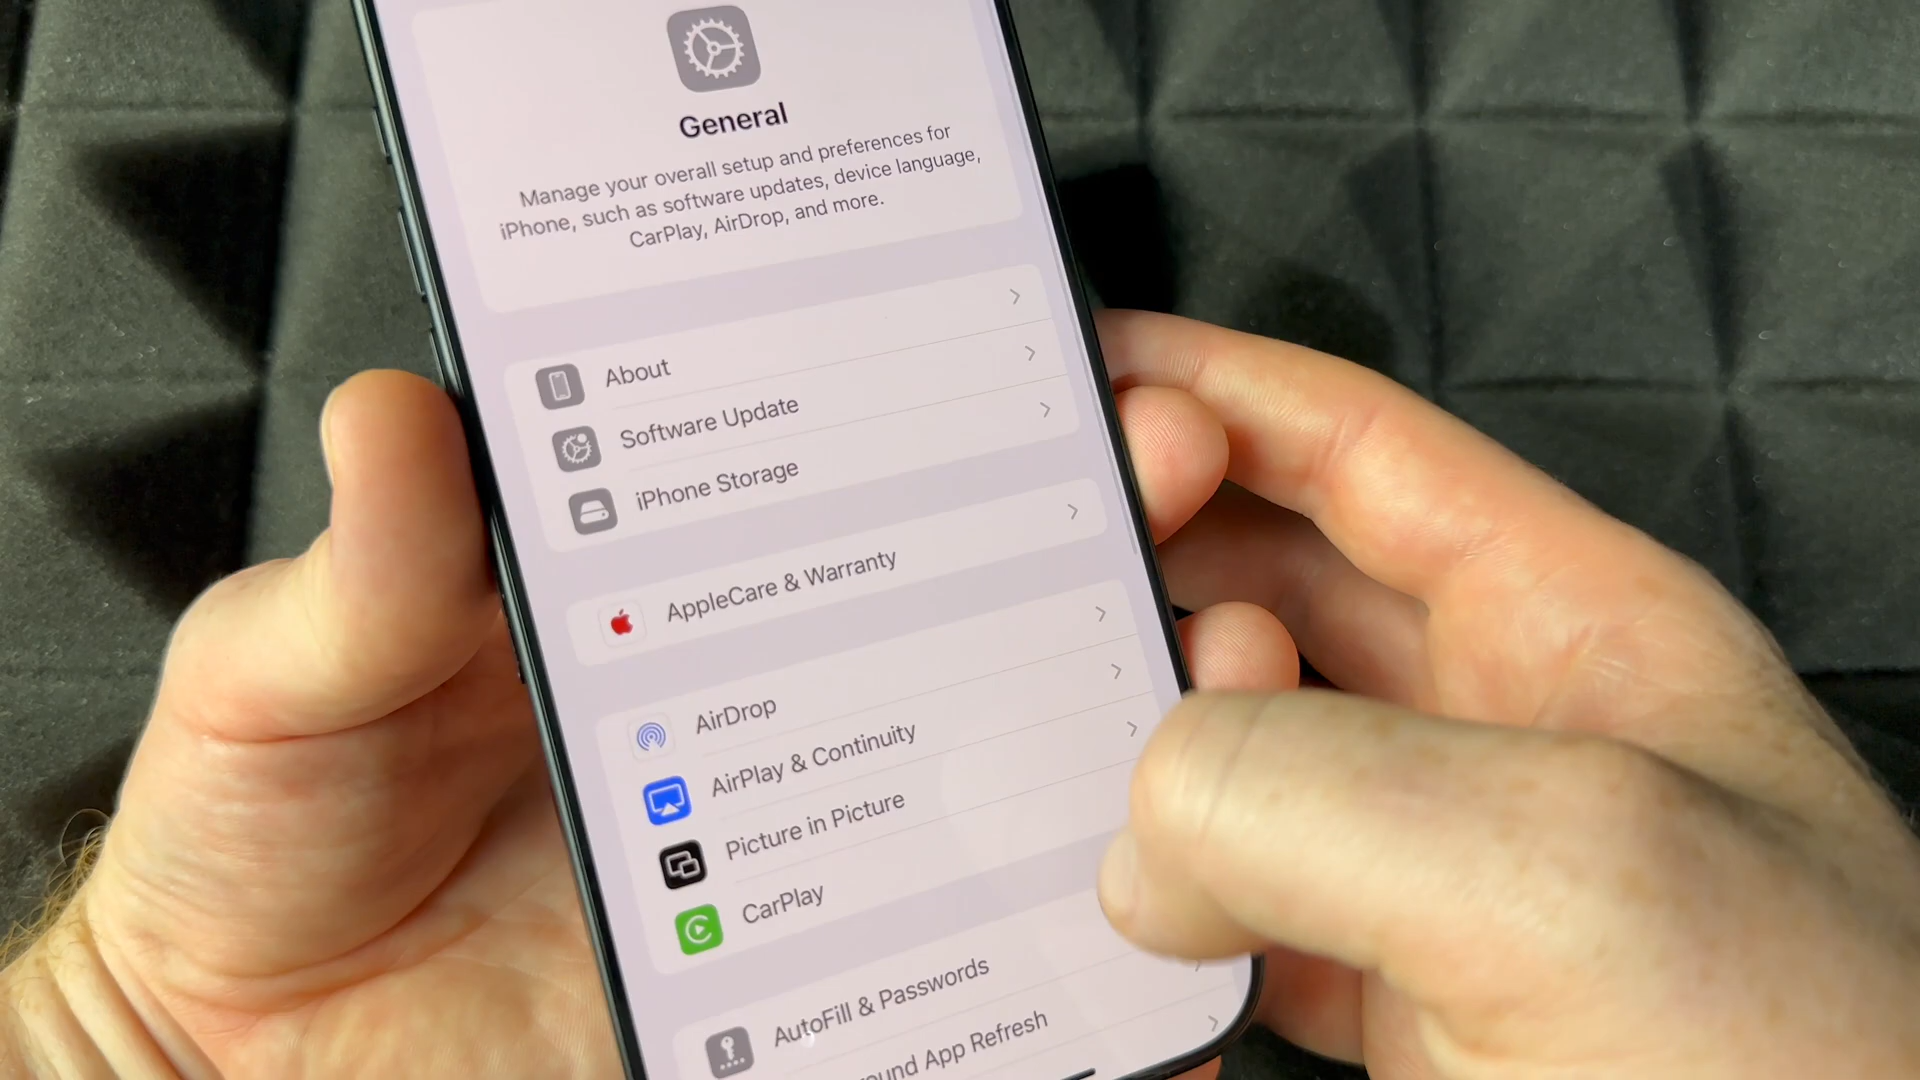 General
Manage your overall setup and preferences for
iPhone, such as software updates, device language,
CarPlay, AirDrop, and more.
About
Software Update
iPhone Storage
AppleCare & Warranty
AirDrop
AirPlay & Continuity
Picture in Picture
CarPlay
AutoFill & Passwords
App Refresh